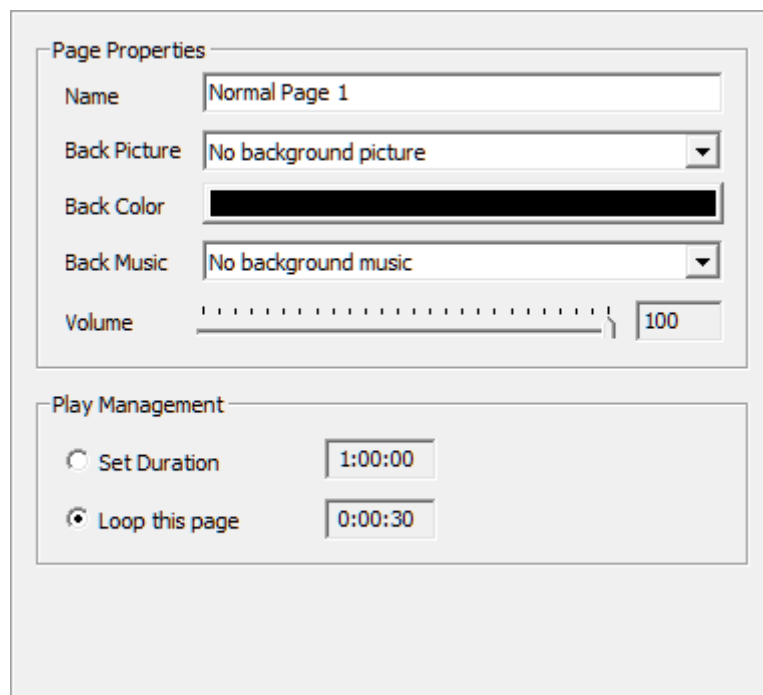 Page Properties
Name Normal Page 1
Back Picture No background picture
Back Color
Back Music No background music
Volume 100
Play Management
Set Duration 1:00:00
Loop this page 0:00:30